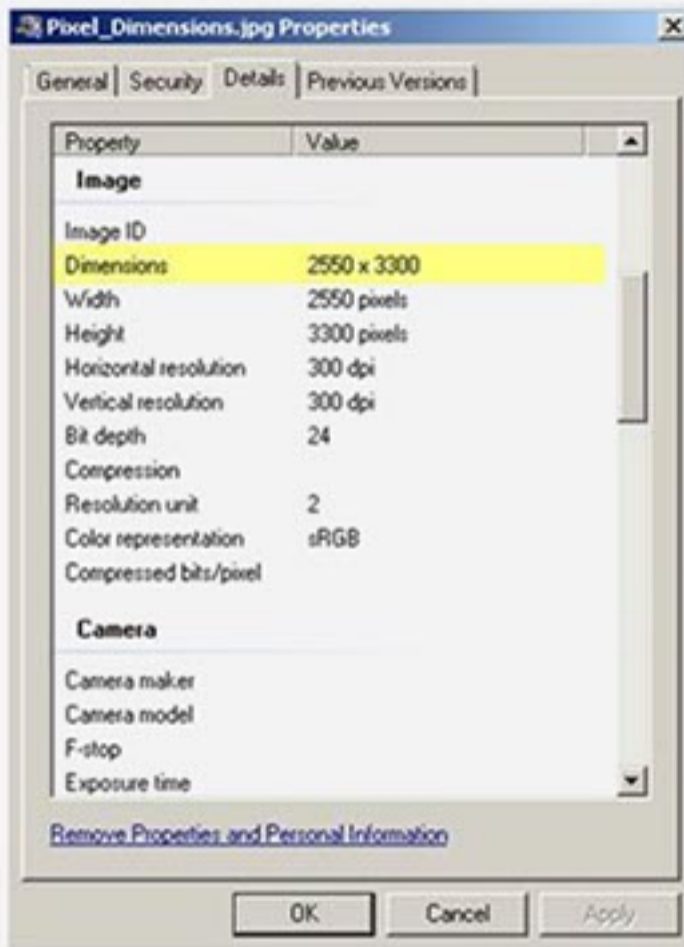 Pixel_Dimensions.jpg Properties
General Security Details Previous Versions
Property Value
Image
Image ID
Dimensions 2550 x 3300
Width 2550 pixels
Height 3300 pixels
Horizontal resolution 300 dpi
Vertical resolution 300 dpi
Bit depth 24
Compression
Resolution unit 2
Color representation sRGB
Compressed bits/pixel
Camera
Camera maker
Camera model
F-stop
Exposure time
Remove Properties and Personal Information
OK Cancel Apply